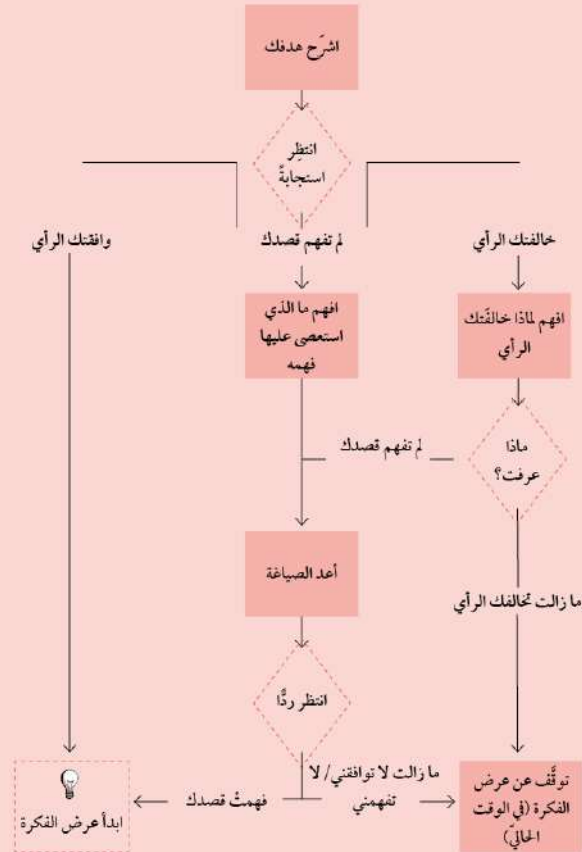 اشرَح هدفك
انتظِر
استجابةً
خالفتك الرأي
لم تفهم قصدك
وافقتك الرأي
افهم لماذا خالفَتك
الرأي
افهم ما الذي
استعصى عليها
فهمه
ماذا
عرفت؟
لم تفهم قصدك
أعد الصياغة
ما زالت تخالفك الرأي
انتظر ردًّا
ما زالت لا توافقني/ لا
تفهمني
فهمتْ قصدك
توقَّف عن عرض
الفكرة (في الوقت
الحاليّ)
ابدأ عرض الفكرة